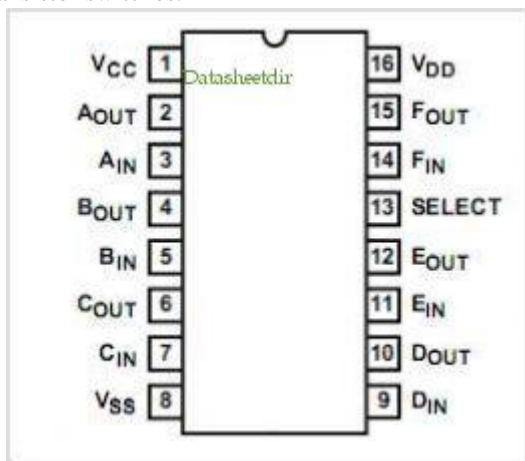 VCC 1 16 VDD
Datasheetdir
AOUT 2 15 FOUT
AIN 3 14 FIN
BOUT 4 13 SELECT
BIN 5 12 EOUT
COUT 6 11 EIN
CIN 7 10 DOUT
VSS 8 9 DIN